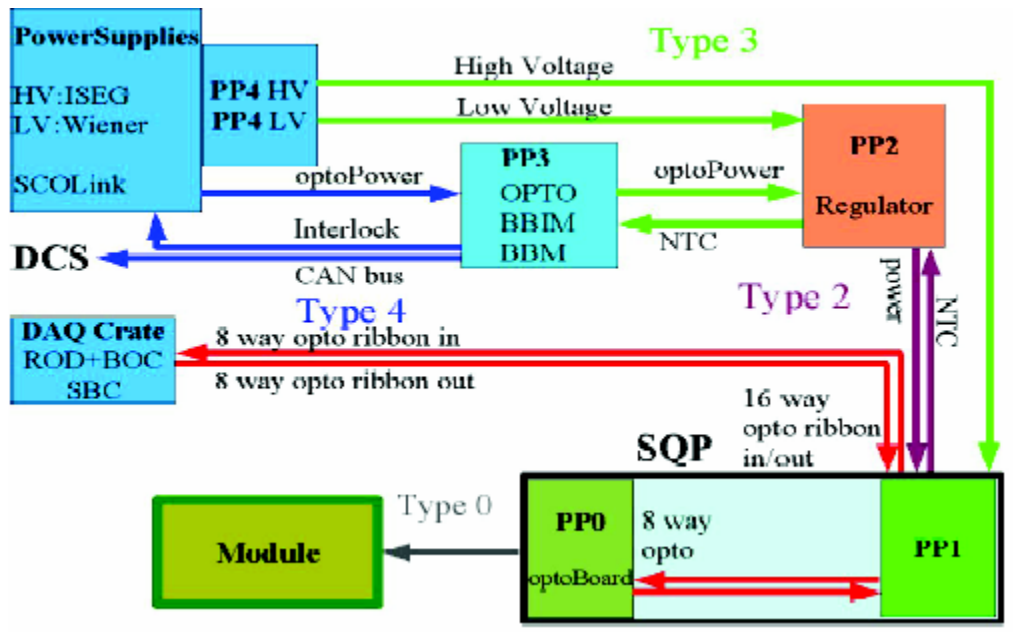 PowerSupplies
HV:ISEG
LV:Wiener
SCOLink
PP4 HV
PP4 LV
Type 3
High Voltage
Low Voltage
PP2
Regulator
optoPower
PP3
OPTO
BBIM
BBM
optoPower
NTC
Interlock
CAN bus
DCS
Type 4
Type 2
power
NTC
DAQ Crate
ROD+BOC
SBC
8 way opto ribbon in
8 way opto ribbon out
16 way
opto ribbon
in/out
SQP
Type 0
Module
PP0
optoBoard
8 way
opto
PP1